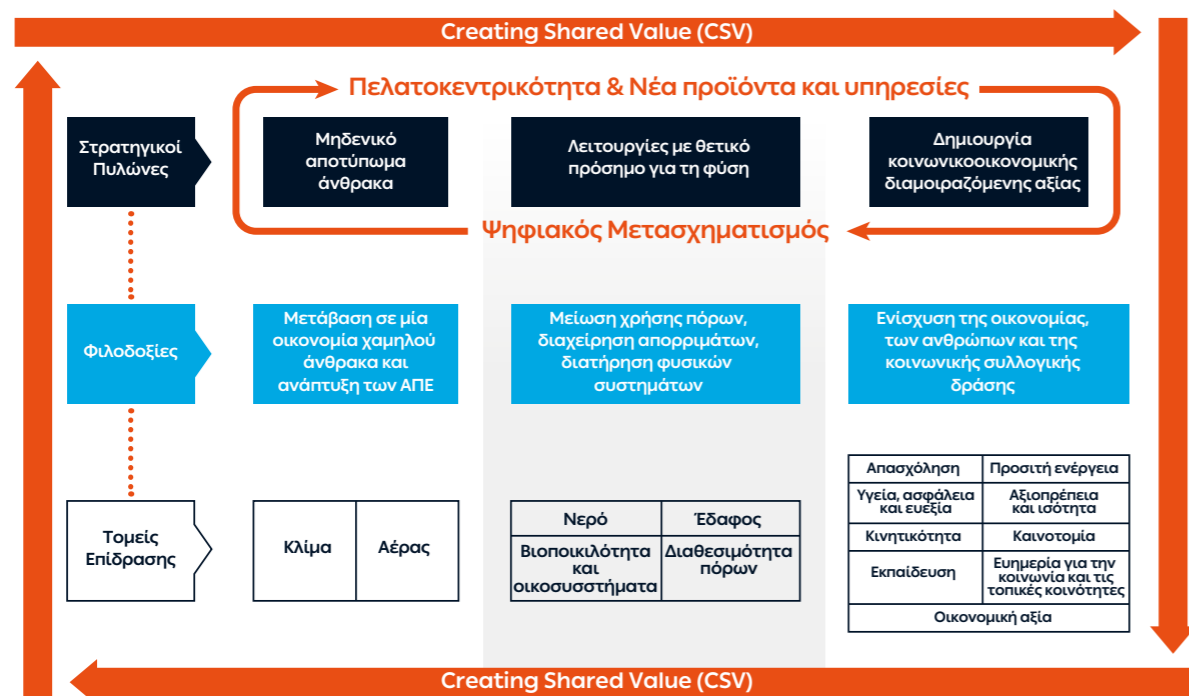 Creating Shared Value (CSV)
Πελατοκεντρικότητα & Νέα προϊόντα και υπηρεσίες
Στρατηγικοί
Πυλώνες
Μηδενικό
αποτύπωμα
άνθρακα
Λειτουργίες με θετικό
πρόσημο για τη φύση
Δημιουργία
κοινωνικοοικονομικής
διαμοιραζόμενης αξίας
Ψηφιακός Μετασχηματισμός
Φιλοδοξίες
Μετάβαση σε μία
οικονομία χαμηλού
άνθρακα και
ανάπτυξη των ΑΠΕ
Μείωση χρήσης πόρων,
διαχείρηση απορριμάτων,
διατήρηση φυσικών
συστημάτων
Ενίσχυση της οικονομίας,
των ανθρώπων και της
κοινωνικής συλλογικής
δράσης
Τομείς
Επίδρασης
Κλίμα
Αέρας
Νερό
Έδαφος
Βιοποικιλότητα
και
οικοσυσστήματα
Διαθεσιμότητα
πόρων
Απασχόληση
Προσιτή ενέργεια
Υγεία, ασφάλεια
και ευεξία
Αξιοπρέπεια
και ισότητα
Κινητικότητα
Καινοτομία
Εκπαίδευση
Ευημερία για την
κοινωνία και τις
τοπικές κοινότητες
Οικονομική αξία
Creating Shared Value (CSV)